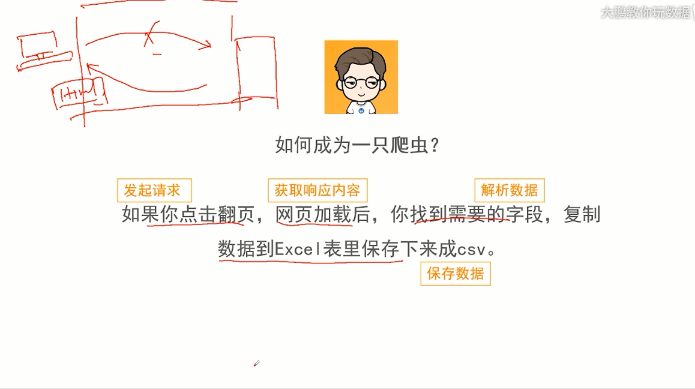 大鹏教你玩数据
Html
如何成为一只爬虫？
发起请求 获取响应内容 解析数据
如果你点击翻页，网页加载后，你找到需要的字段，复制
数据到Excel表里保存下来成csv。
保存数据